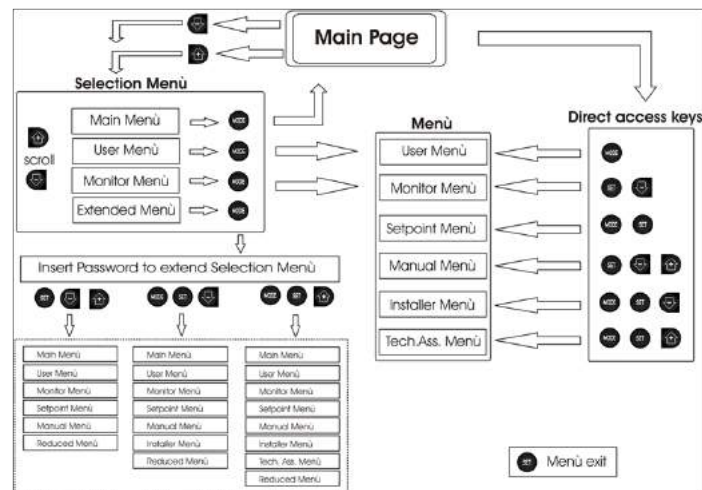 Main Page
Selection Menù
Main Menù
MODE
User Menù
MODE
Monitor Menù
MODE
Extended Menù
MODE
scroll
Insert Password to extend Selection Menù
SET
MODE SET
MODE SET
Main Menù
User Menù
Monitor Menù
Setpoint Menù
Manual Menù
Reduced Menù
Main Menù
User Menù
Monitor Menù
Setpoint Menù
Manual Menù
Installer Menù
Reduced Menù
Main Menù
User Menù
Monitor Menù
Setpoint Menù
Manual Menù
Installer Menù
Tech. Ass. Menù
Reduced Menù
Menù
User Menù
Monitor Menù
Setpoint Menù
Manual Menù
Installer Menù
Tech.Ass. Menù
Direct access keys
MODE
SET
MODE SET
SET
MODE SET
MODE SET
SET Menù exit